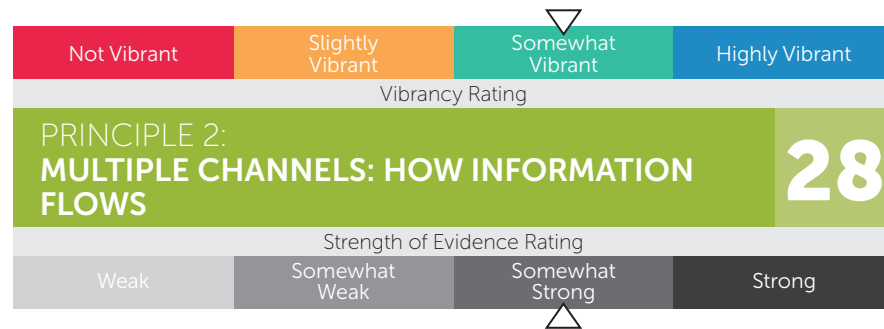 Not Vibrant
Slightly
Vibrant
Somewhat
Vibrant
Highly Vibrant
Vibrancy Rating
PRINCIPLE 2:
MULTIPLE CHANNELS: HOW INFORMATION
FLOWS
28
Strength of Evidence Rating
Weak
Somewhat
Weak
Somewhat
Strong
Strong